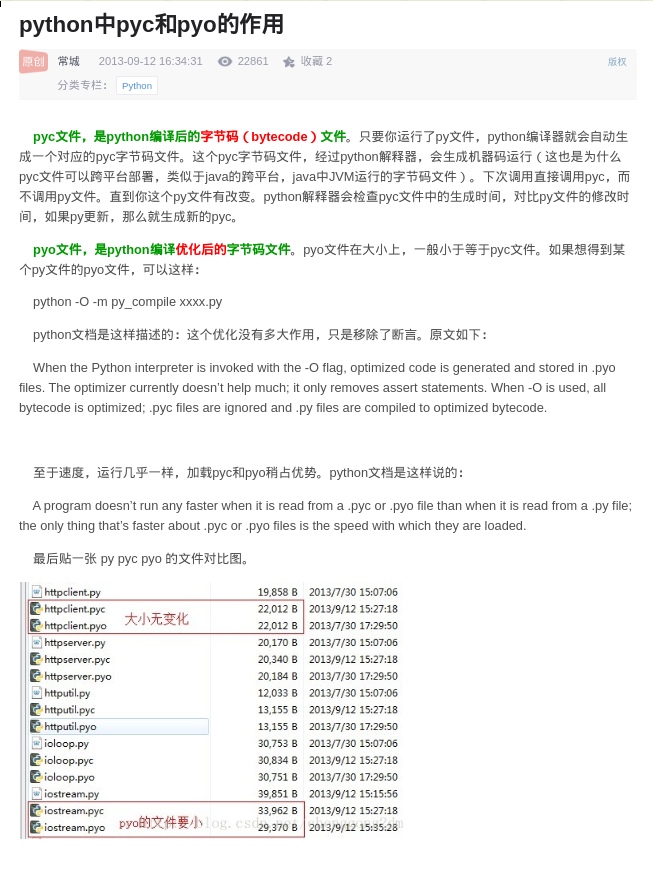 python中pyc和pyo的作用
原创 常城 2013-09-12 16:34:31 22861 收藏 2 版权
分类专栏: Python
pyc文件，是python编译后的字节码（bytecode）文件。只要你运行了py文件，python编译器就会自动生
成一个对应的pyc字节码文件。这个pyc字节码文件，经过python解释器，会生成机器码运行（这也是为什么
pyc文件可以跨平台部署，类似于java的跨平台，java中JVM运行的字节码文件）。下次调用直接调用pyc，而
不调用py文件。直到你这个py文件有改变。python解释器会检查pyc文件中的生成时间，对比py文件的修改时
间，如果py更新，那么就生成新的pyc。
pyo文件，是python编译优化后的字节码文件。pyo文件在大小上，一般小于等于pyc文件。如果想得到某
个py文件的pyo文件，可以这样：
python -O -m py_compile xxxx.py
python文档是这样描述的：这个优化没有多大作用，只是移除了断言。原文如下：
When the Python interpreter is invoked with the -O flag, optimized code is generated and stored in .pyo
files. The optimizer currently doesn’t help much; it only removes assert statements. When -O is used, all
bytecode is optimized; .pyc files are ignored and .py files are compiled to optimized bytecode.
至于速度，运行几乎一样，加载pyc和pyo稍占优势。python文档是这样说的：
A program doesn’t run any faster when it is read from a .pyc or .pyo file than when it is read from a .py file;
the only thing that’s faster about .pyc or .pyo files is the speed with which they are loaded.
最后贴一张 py pyc pyo 的文件对比图。
httpclient.py 19,858 B 2013/7/30 15:07:06
httpclient.pyc 22,012 B 2013/9/12 15:27:18
大小无变化
httpclient.pyo 22,012 B 2013/7/30 17:29:50
httpserver.py 20,170 B 2013/7/30 15:07:06
httpserver.pyc 20,340 B 2013/9/12 15:27:18
httpserver.pyo 20,184 B 2013/7/30 17:29:50
httputil.py 12,033 B 2013/7/30 15:07:06
httputil.pyc 13,155 B 2013/9/12 15:27:18
httputil.pyo 13,155 B 2013/7/30 17:29:50
ioloop.py 30,753 B 2013/7/30 15:07:06
ioloop.pyc 30,834 B 2013/9/12 15:27:18
ioloop.pyo 30,751 B 2013/7/30 17:29:50
iostream.py 39,851 B 2013/9/12 15:15:56
iostream.pyc 33,962 B 2013/9/12 15:27:18
pyo的文件要小
iostream.pyo 29,370 B 2013/9/12 15:35:28